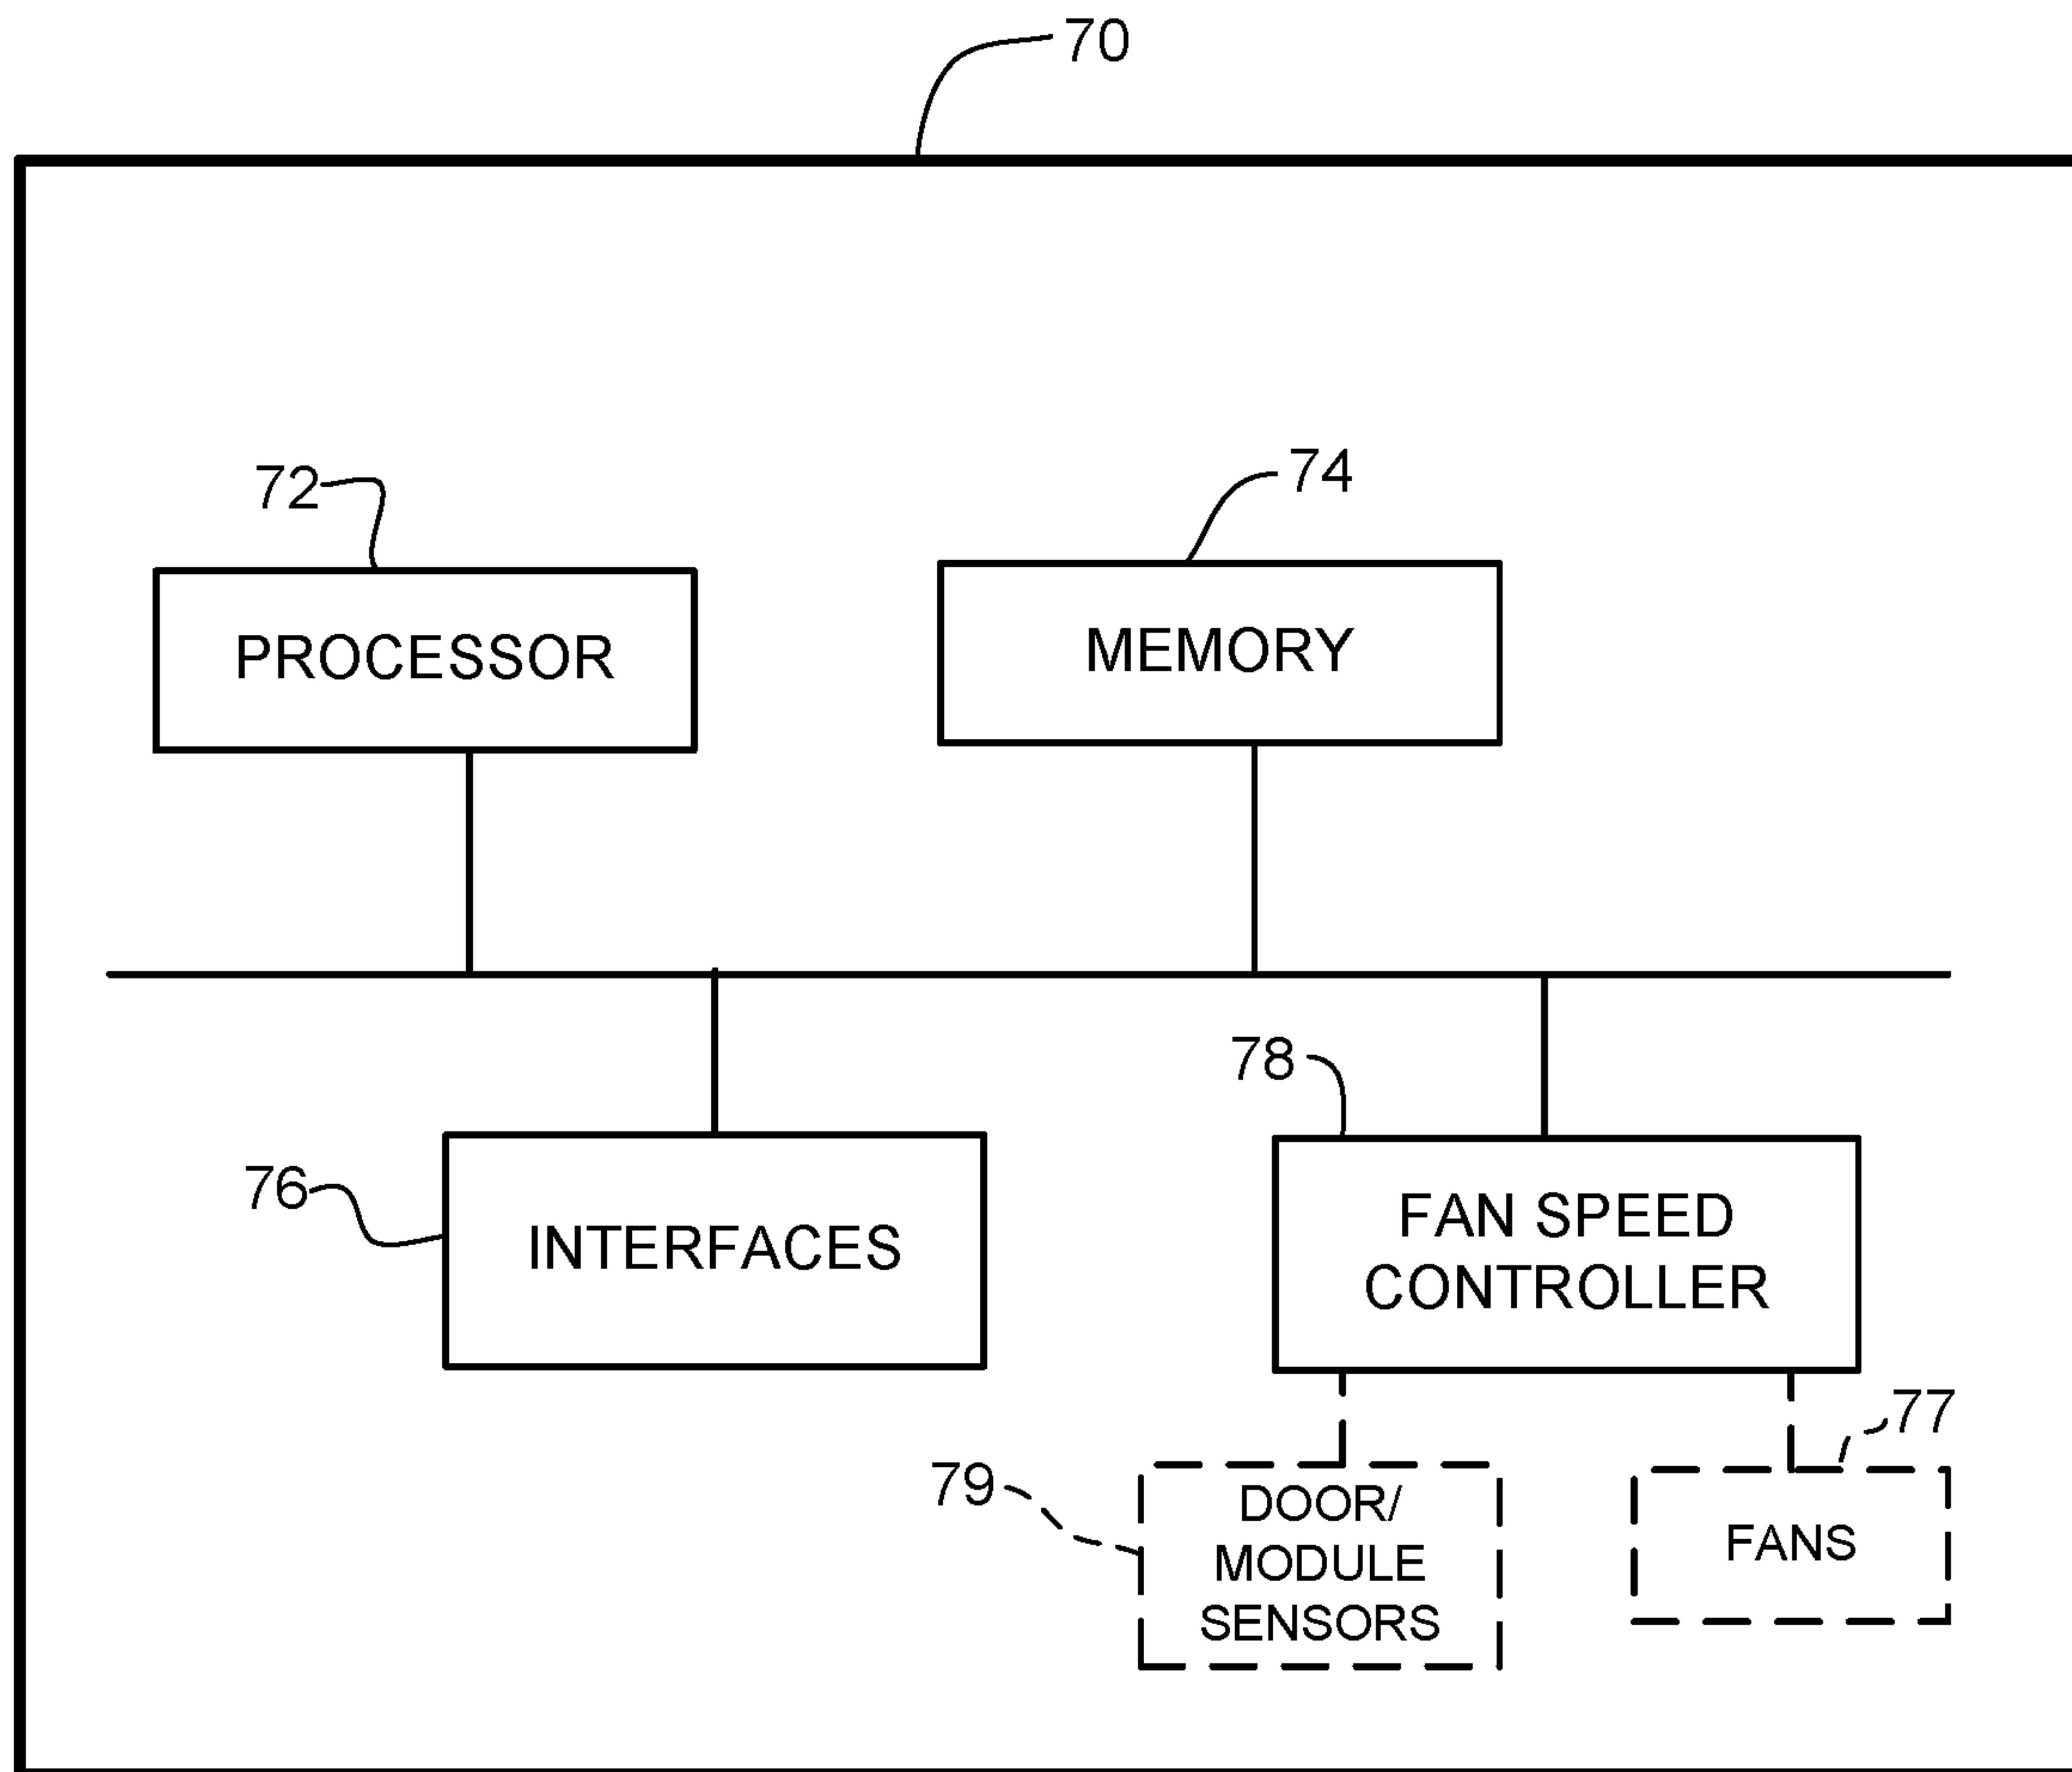 70
72
74
PROCESSOR
MEMORY
78
76
INTERFACES
FAN SPEED
CONTROLLER
77
79
DOOR/
MODULE
SENSORS
FANS